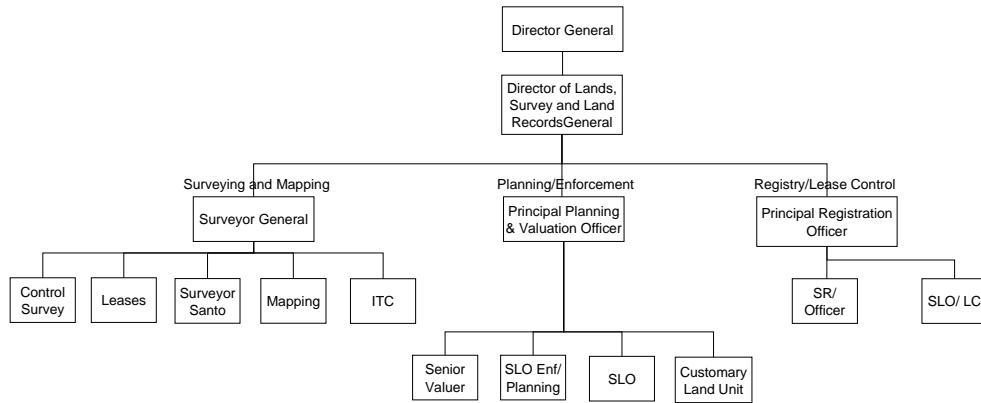 Director General
Director of Lands,
Survey and Land
RecordsGeneral
Surveying and Mapping
Planning/Enforcement
Registry/Lease Control
Surveyor General
Principal Planning
& Valuation Officer
Principal Registration
Officer
Control
Survey
Leases
Surveyor
Santo
Mapping
ITC
SR/
Officer
SLO/ LC
Senior
Valuer
SLO Enf/
Planning
SLO
Customary
Land Unit